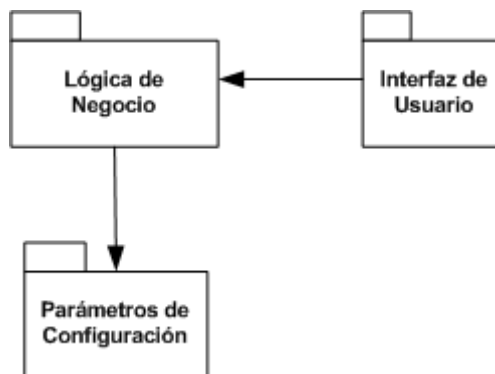 Lógica de
Negocio
Interfaz de
Usuario
Parámetros de
Configuración